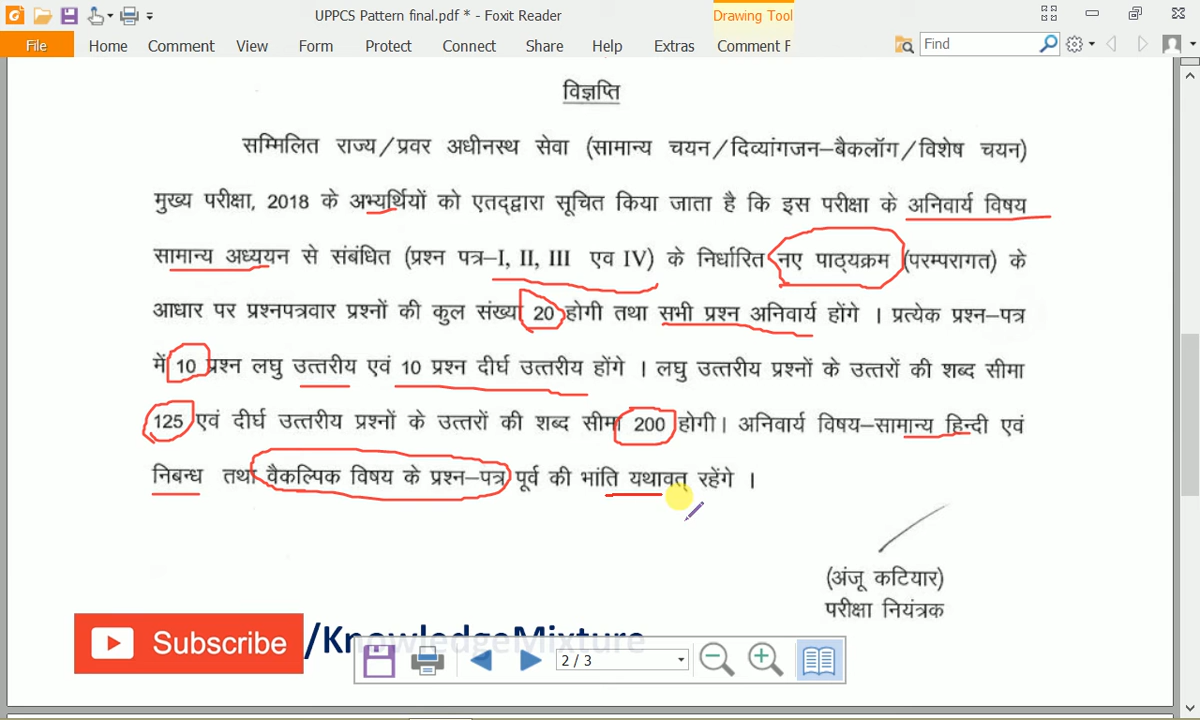 UPPCS Pattern final.pdf * - Foxit Reader
Drawing Tool
File Home Comment View Form Protect Connect Share Help Extras Comment F
Find
विज्ञप्ति
सम्मिलित राज्य/प्रवर अधीनस्थ सेवा (सामान्य चयन/दिव्यांगजन–बैकलॉग/विशेष चयन)
मुख्य परीक्षा, 2018 के अभ्यर्थियों को एतद्द्वारा सूचित किया जाता है कि इस परीक्षा के अनिवार्य विषय
सामान्य अध्ययन से संबंधित (प्रश्न पत्र–I, II, III एव IV) के निर्धारित नए पाठ्यक्रम (परम्परागत) के
आधार पर प्रश्नपत्रवार प्रश्नों की कुल संख्या 20 होगी तथा सभी प्रश्न अनिवार्य होंगे । प्रत्येक प्रश्न–पत्र
में 10 प्रश्न लघु उत्तरीय एवं 10 प्रश्न दीर्घ उत्तरीय होंगे । लघु उत्तरीय प्रश्नों के उत्तरों की शब्द सीमा
125 एवं दीर्घ उत्तरीय प्रश्नों के उत्तरों की शब्द सीमा 200 होगी। अनिवार्य विषय–सामान्य हिन्दी एवं
निबन्ध तथा वैकल्पिक विषय के प्रश्न–पत्र पूर्व की भांति यथावत् रहेंगे ।
(अंजू कटियार)
परीक्षा नियंत्रक
Subscribe /KnowledgeMixture
2 / 3